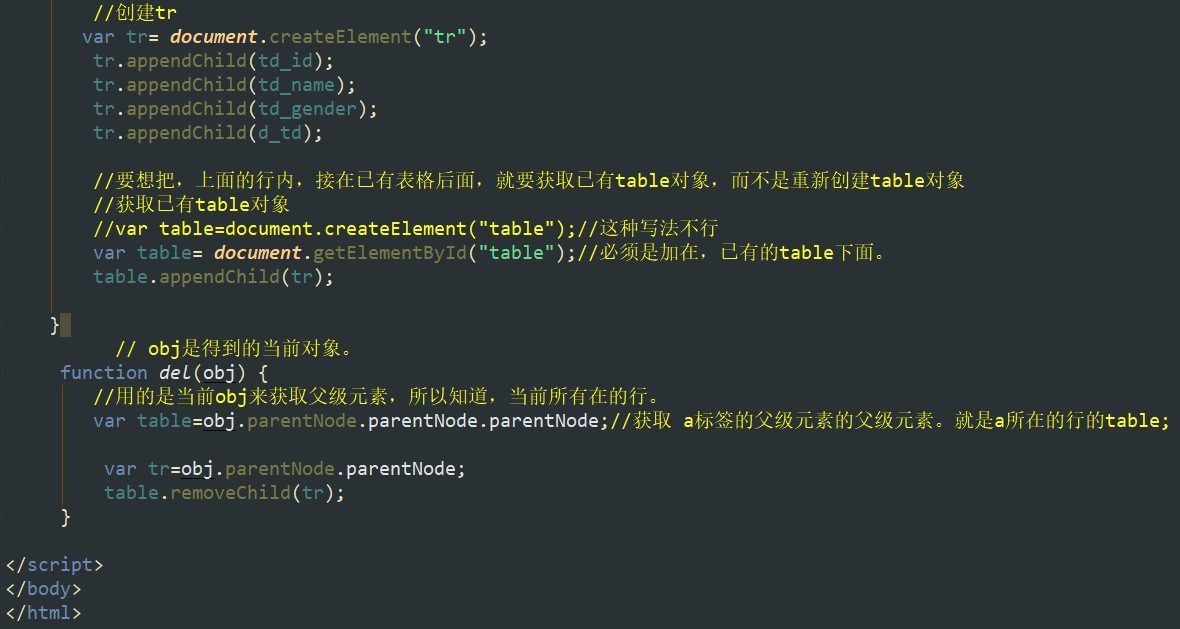 //创建tr
var tr= document.createElement("tr");
tr.appendChild(td_id);
tr.appendChild(td_name);
tr.appendChild(td_gender);
tr.appendChild(d_td);
//要想把，上面的行内，接在已有表格后面，就要获取已有table对象，而不是重新创建table对象
//获取已有table对象
//var table=document.createElement("table");//这种写法不行
var table= document.getElementById("table");//必须是加在，已有的table下面。
table.appendChild(tr);
}
// obj是得到的当前对象。
function del(obj) {
//用的是当前obj来获取父级元素，所以知道，当前所有在的行。
var table=obj.parentNode.parentNode.parentNode;//获取 a标签的父级元素的父级元素。就是a所在的行的table;
var tr=obj.parentNode.parentNode;
table.removeChild(tr);
}
</script>
</body>
</html>